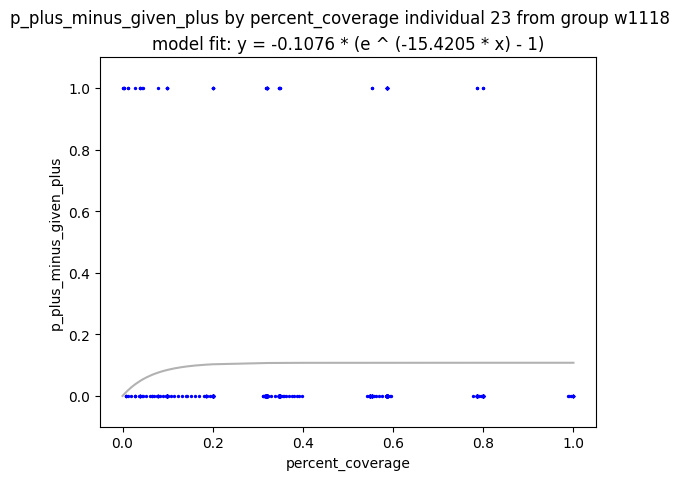 p_plus_minus_given_plus by percent_coverage individual 23 from group w1118
model fit: y = -0.1076 * (e ^ (-15.4205 * x) - 1)
1.0
0.8
0.6
0.4
0.2
0.0
p_plus_minus_given_plus
0.0 0.2 0.4 0.6 0.8 1.0
percent_coverage